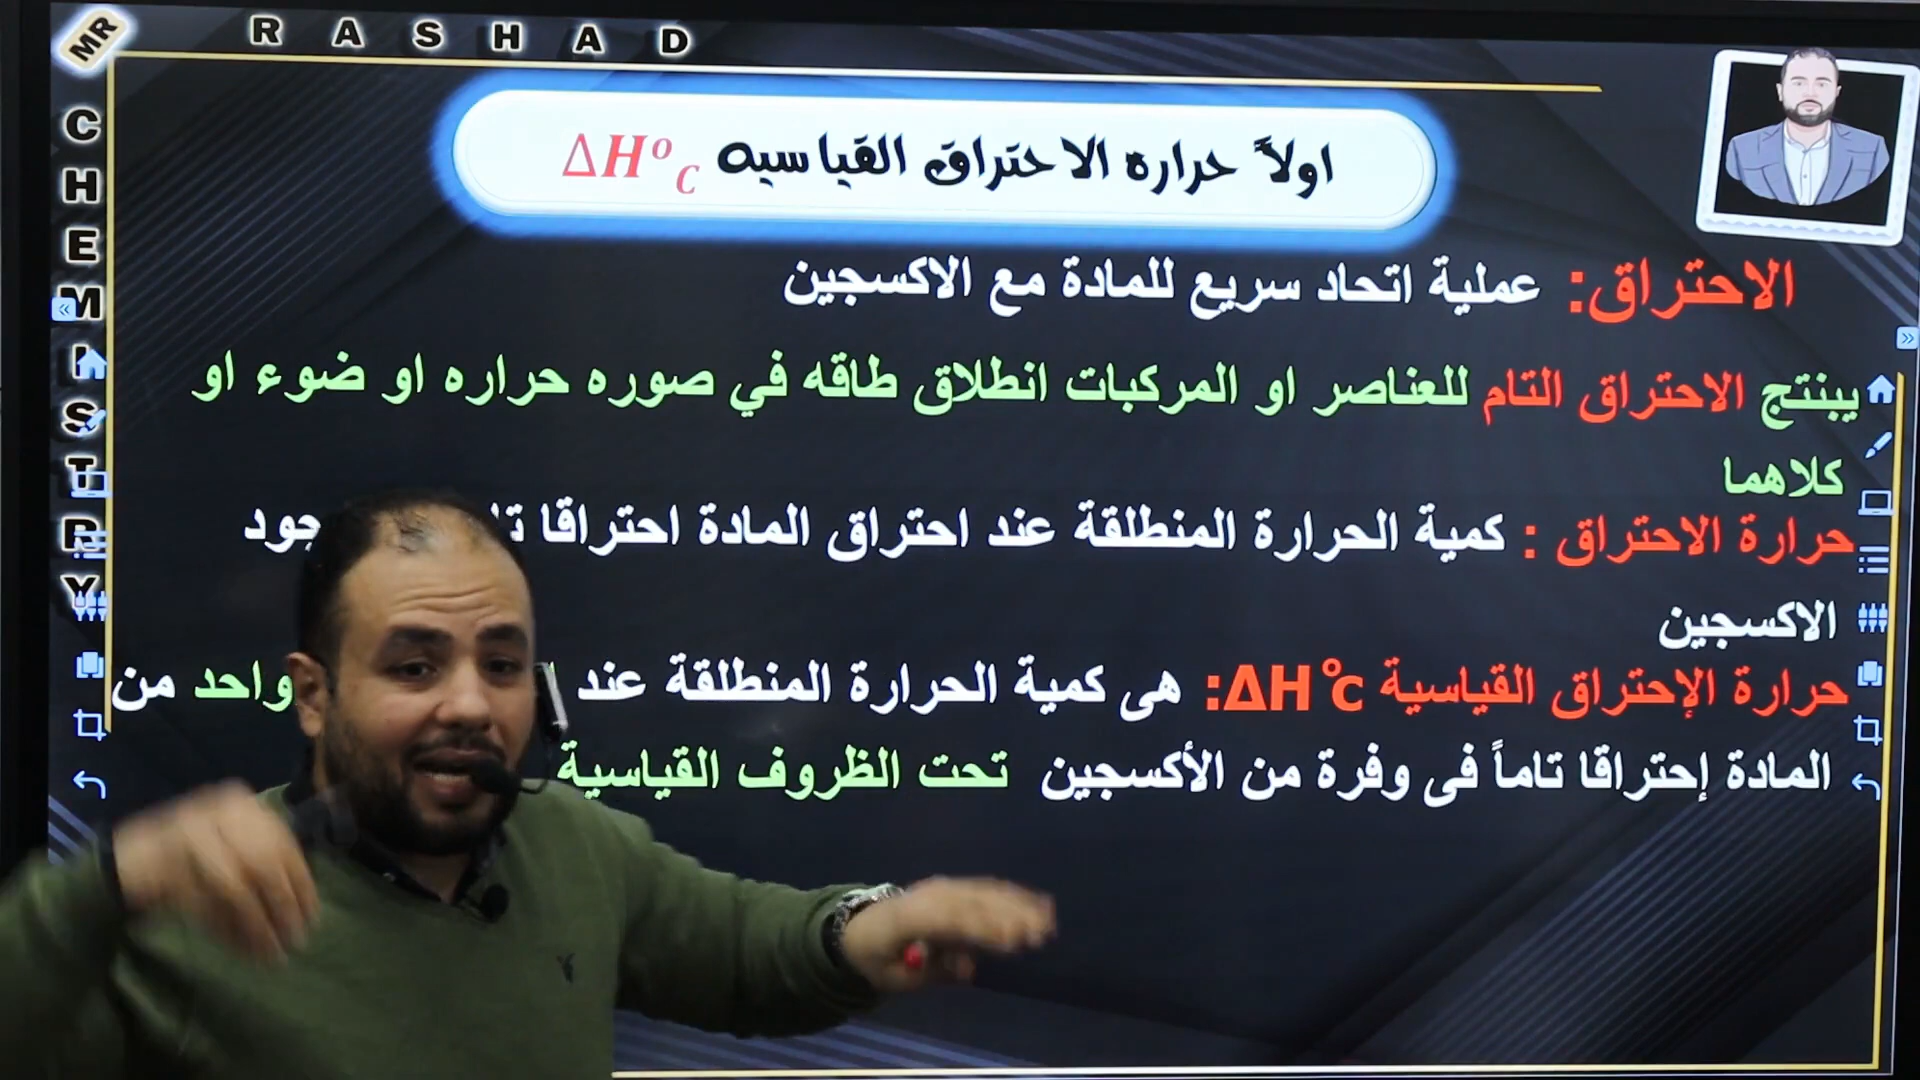 MR
R A S H A D
C H E M I S T R Y
اولاً حراره الاحتراق القياسيه ΔH°C
الاحتراق: عملية اتحاد سريع للمادة مع الاكسجين
يبنتج الاحتراق التام للعناصر او المركبات انطلاق طاقه في صوره حراره او ضوء او
كلاهما
حرارة الاحتراق : كمية الحرارة المنطلقة عند احتراق المادة احتراقا
الاكسجين
حرارة الإحتراق القياسية ΔH°c: هى كمية الحرارة المنطلقة عند واحد من
المادة إحتراقا تاماً فى وفرة من الأكسجين تحت الظروف القياسية